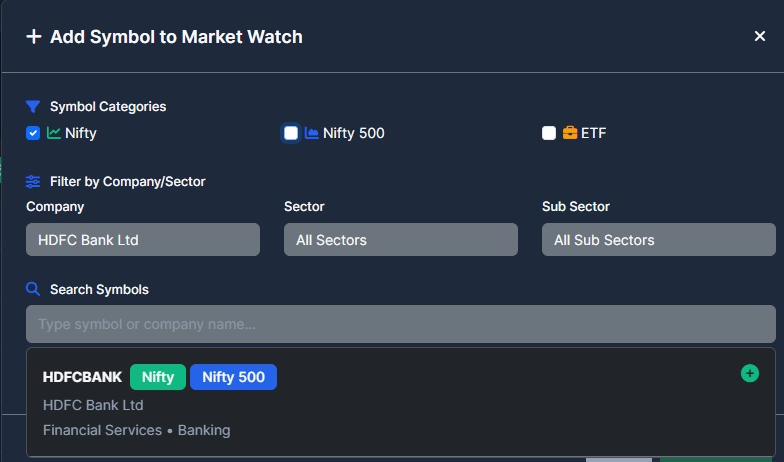 Add Symbol to Market Watch
Symbol Categories
Nifty
Nifty 500
ETF
Filter by Company/Sector
Company
Sector
Sub Sector
HDFC Bank Ltd
All Sectors
All Sub Sectors
Search Symbols
Type symbol or company name...
HDFCBANK Nifty Nifty 500
HDFC Bank Ltd
Financial Services • Banking